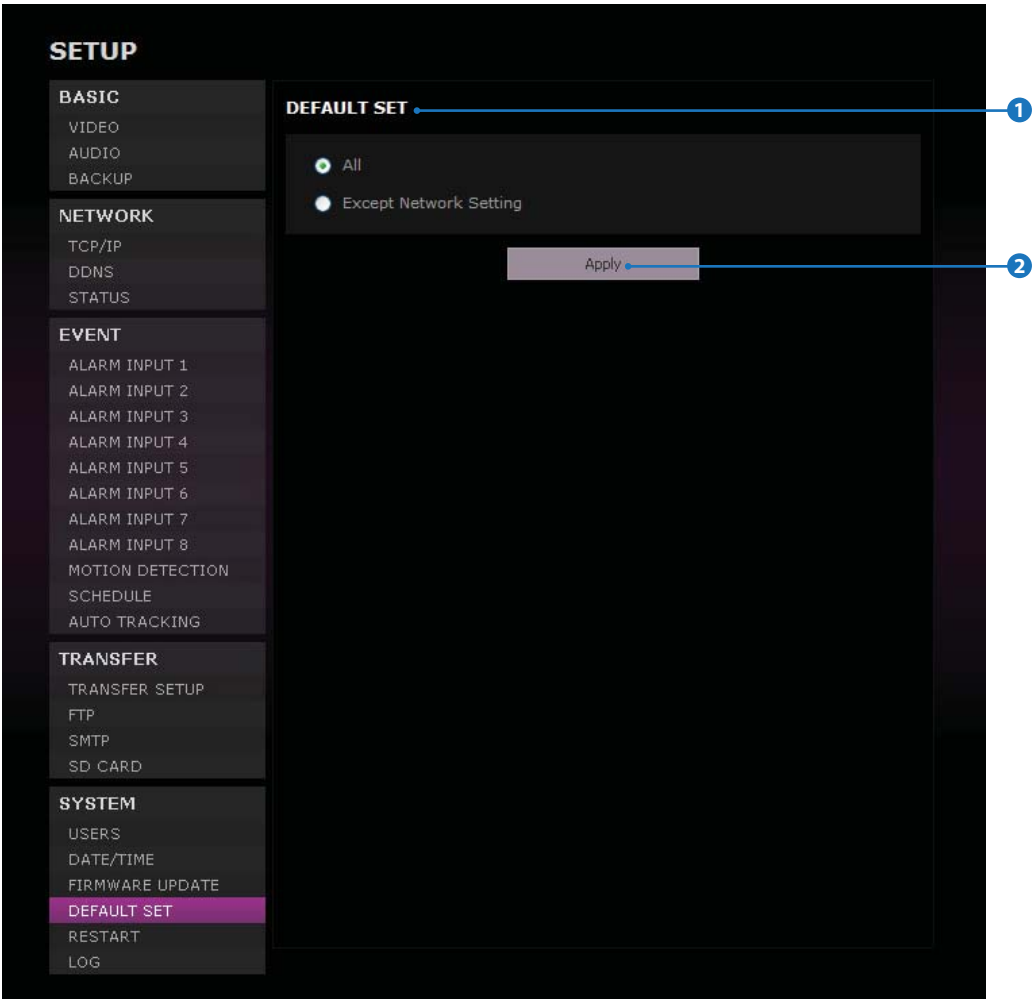 SETUP
BASIC
VIDEO
AUDIO
BACKUP
NETWORK
TCP/IP
DDNS
STATUS
EVENT
ALARM INPUT 1
ALARM INPUT 2
ALARM INPUT 3
ALARM INPUT 4
ALARM INPUT 5
ALARM INPUT 6
ALARM INPUT 7
ALARM INPUT 8
MOTION DETECTION
SCHEDULE
AUTO TRACKING
TRANSFER
TRANSFER SETUP
FTP
SMTP
SD CARD
SYSTEM
USERS
DATE/TIME
FIRMWARE UPDATE
DEFAULT SET
RESTART
LOG
DEFAULT SET
1
All
Except Network Setting
Apply
2